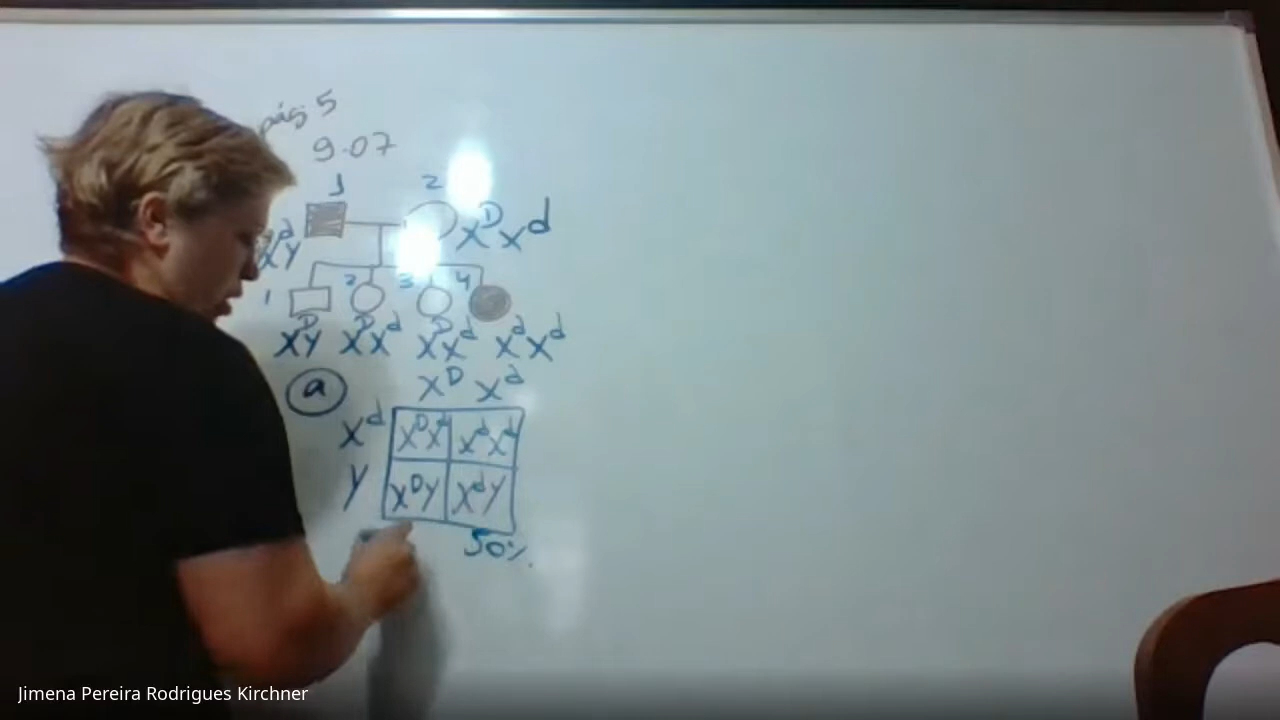 pág 5
9.07
1 2
X^d Y X^D X^d
1 2 3 4
X^D Y X^D X^d X^D X^d X^d X^d
a X^D X^d
X^d X^D X^d X^d X^d
Y X^D Y X^d Y
50%
Jimena Pereira Rodrigues Kirchner